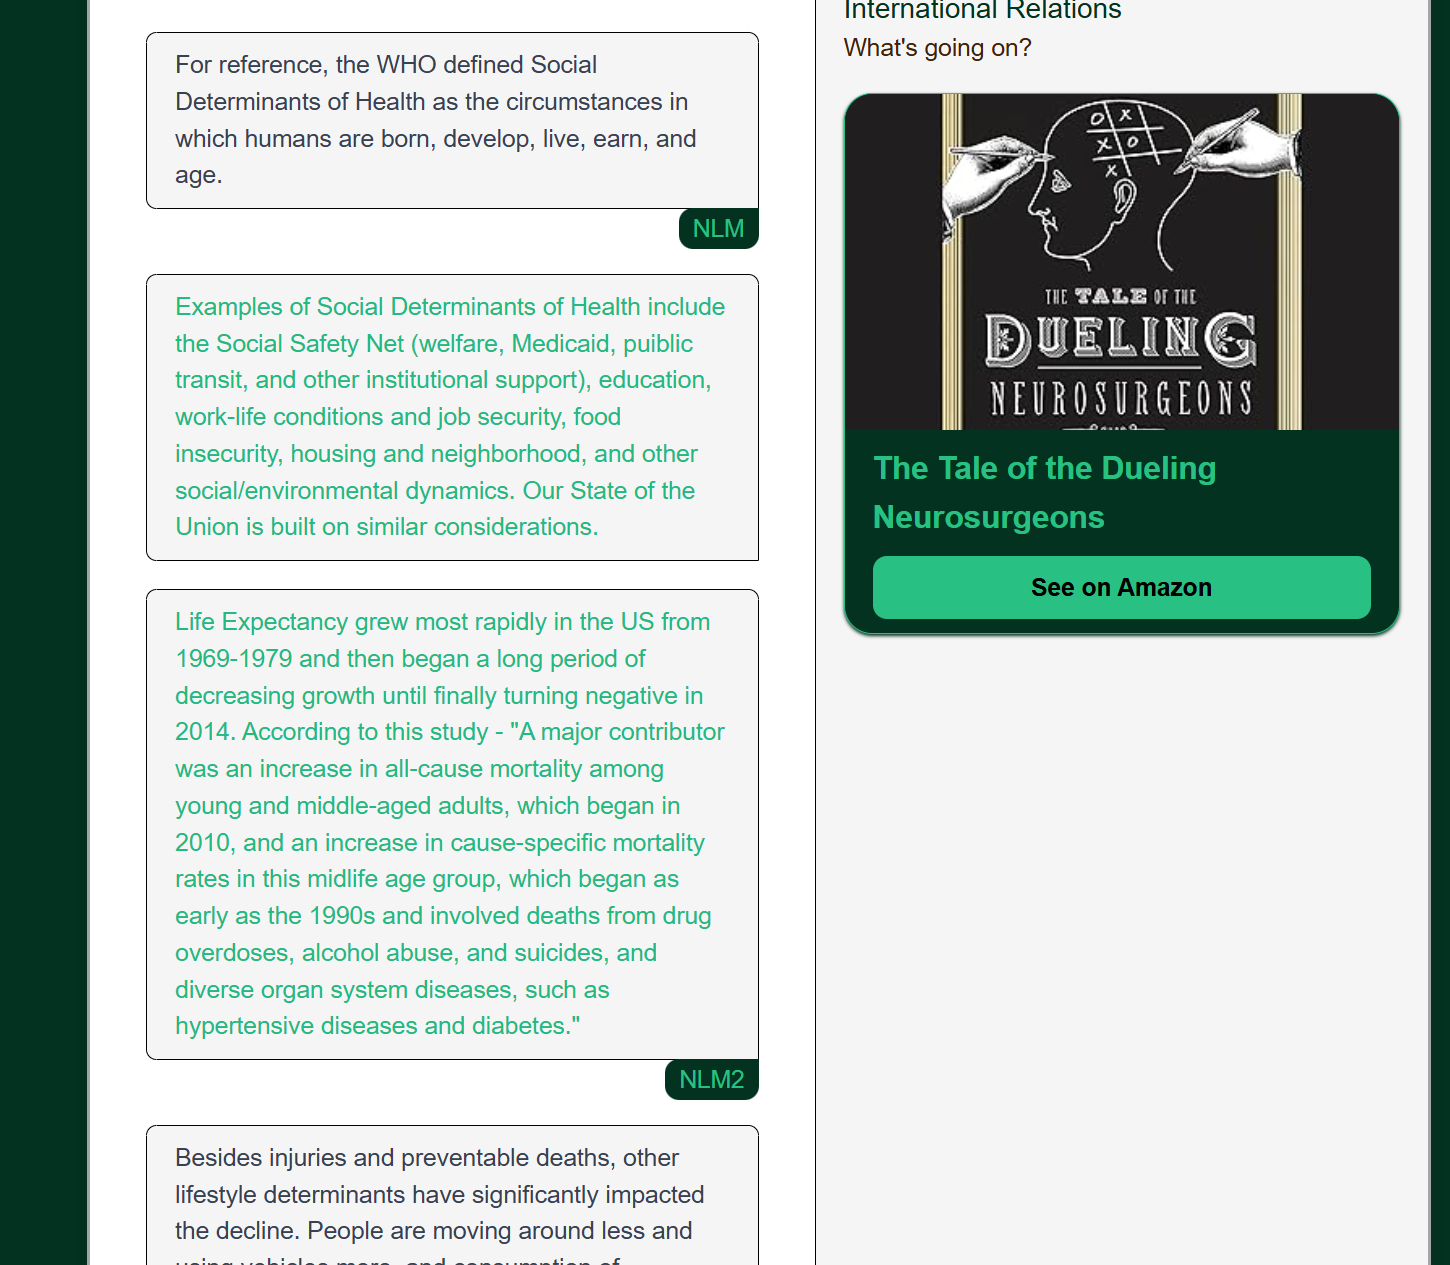 For reference, the WHO defined Social
Determinants of Health as the circumstances in
which humans are born, develop, live, earn, and
age.
NLM
Examples of Social Determinants of Health include
the Social Safety Net (welfare, Medicaid, puiblic
transit, and other institutional support), education,
work-life conditions and job security, food
insecurity, housing and neighborhood, and other
social/environmental dynamics. Our State of the
Union is built on similar considerations.
Life Expectancy grew most rapidly in the US from
1969-1979 and then began a long period of
decreasing growth until finally turning negative in
2014. According to this study - "A major contributor
was an increase in all-cause mortality among
young and middle-aged adults, which began in
2010, and an increase in cause-specific mortality
rates in this midlife age group, which began as
early as the 1990s and involved deaths from drug
overdoses, alcohol abuse, and suicides, and
diverse organ system diseases, such as
hypertensive diseases and diabetes."
NLM2
Besides injuries and preventable deaths, other
lifestyle determinants have significantly impacted
the decline. People are moving around less and
using vehicles more, and consumption of
International Relations
What's going on?
O X
X O
X
THE TALE OF THE
DUELING
NEUROSURGEONS
The Tale of the Dueling
Neurosurgeons
See on Amazon